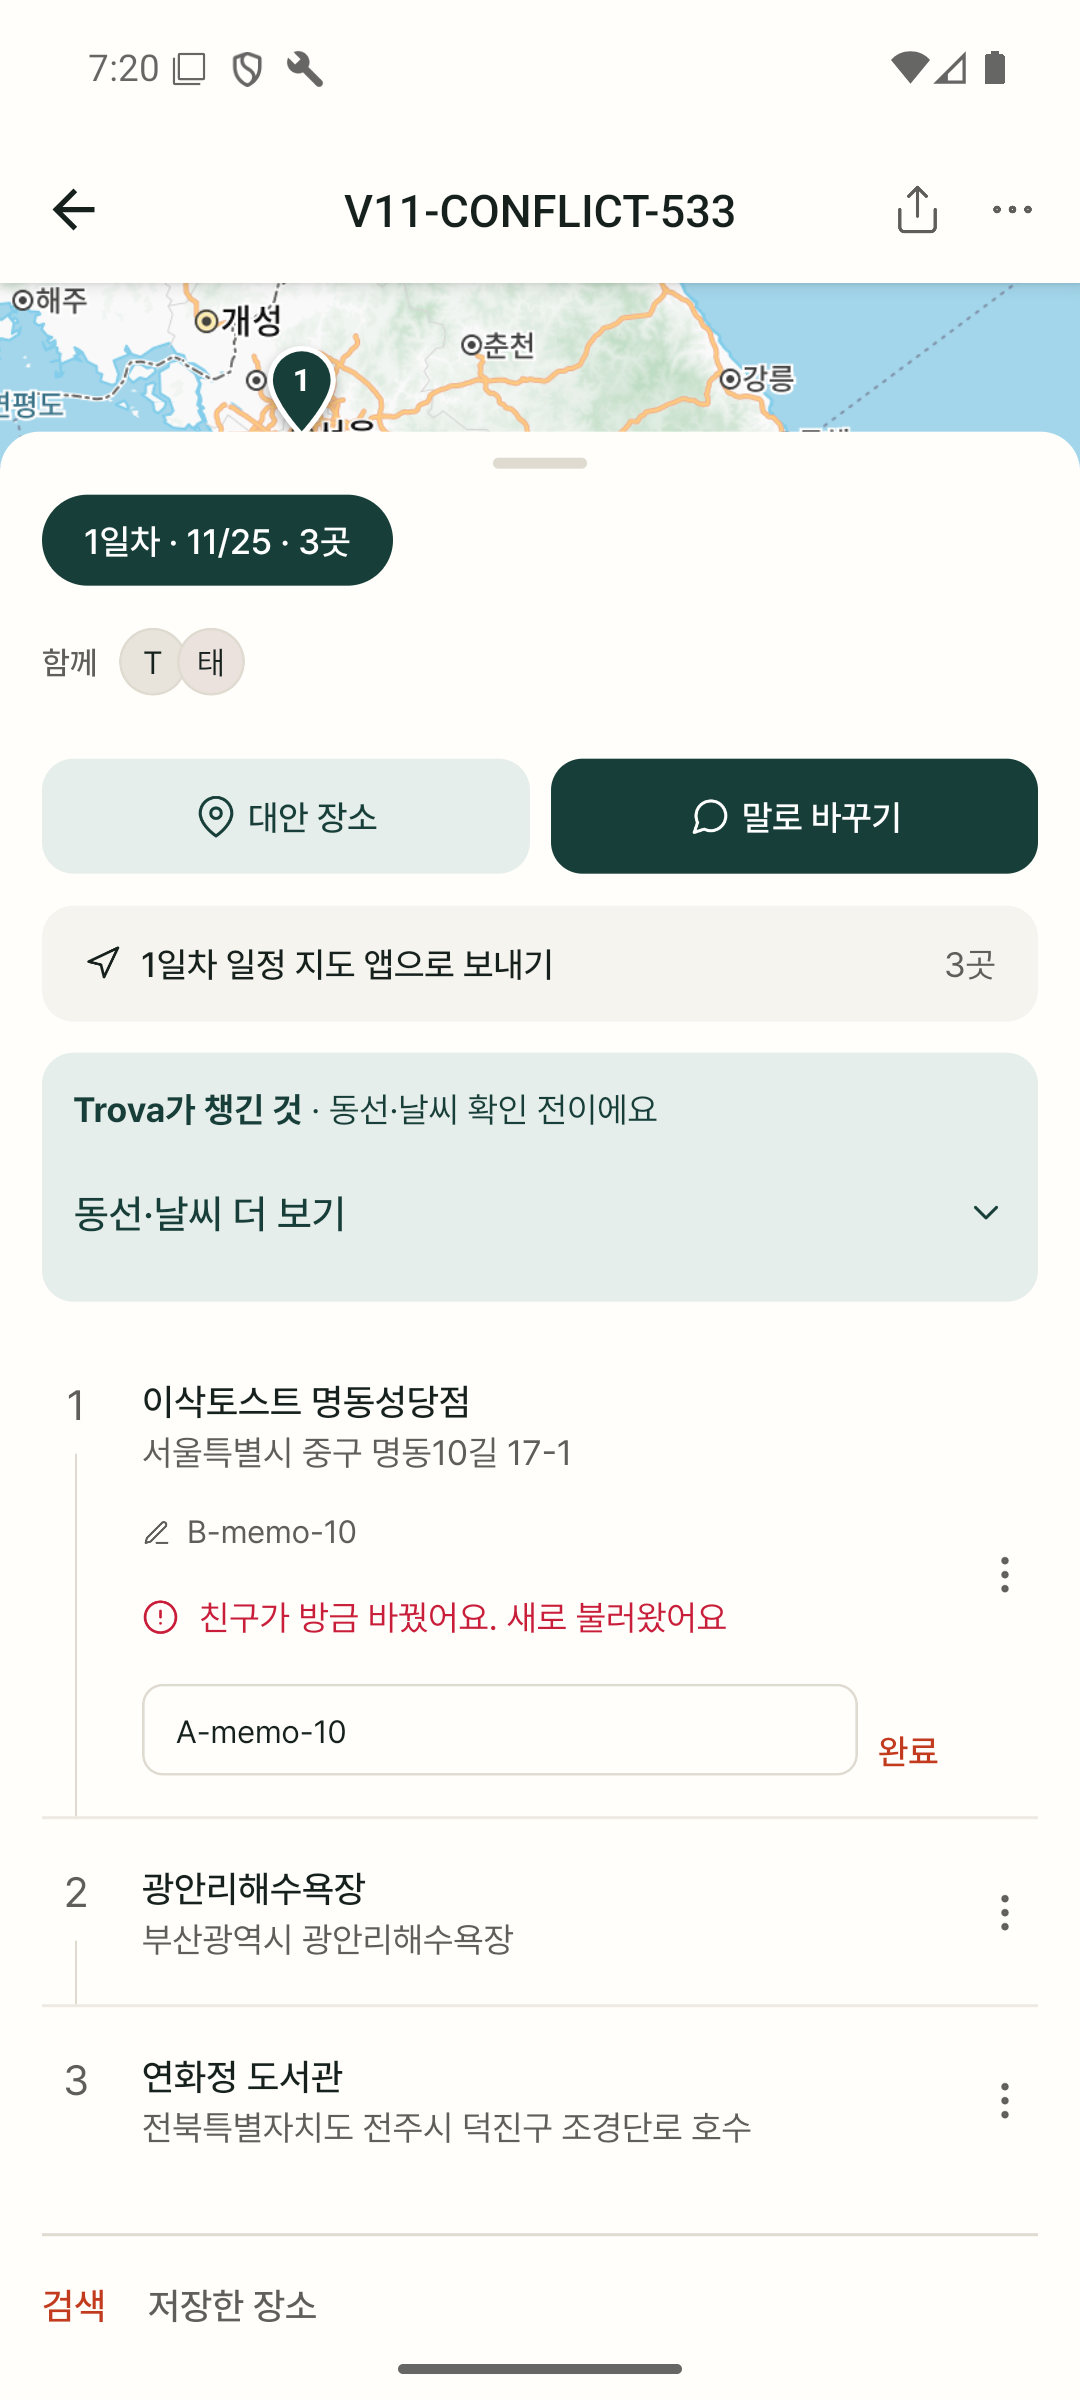 7:20
V11-CONFLICT-533
해주
개성
춘천
강릉
연평도
1
1일차 · 11/25 · 3곳
함께 T 태
대안 장소
말로 바꾸기
1일차 일정 지도 앱으로 보내기 3곳
Trova가 챙긴 것 · 동선·날씨 확인 전이에요
동선·날씨 더 보기
1 이삭토스트 명동성당점
서울특별시 중구 명동10길 17-1
B-memo-10
친구가 방금 바꿨어요. 새로 불러왔어요
A-memo-10
완료
2 광안리해수욕장
부산광역시 광안리해수욕장
3 연화정 도서관
전북특별자치도 전주시 덕진구 조경단로 호수
검색 저장한 장소